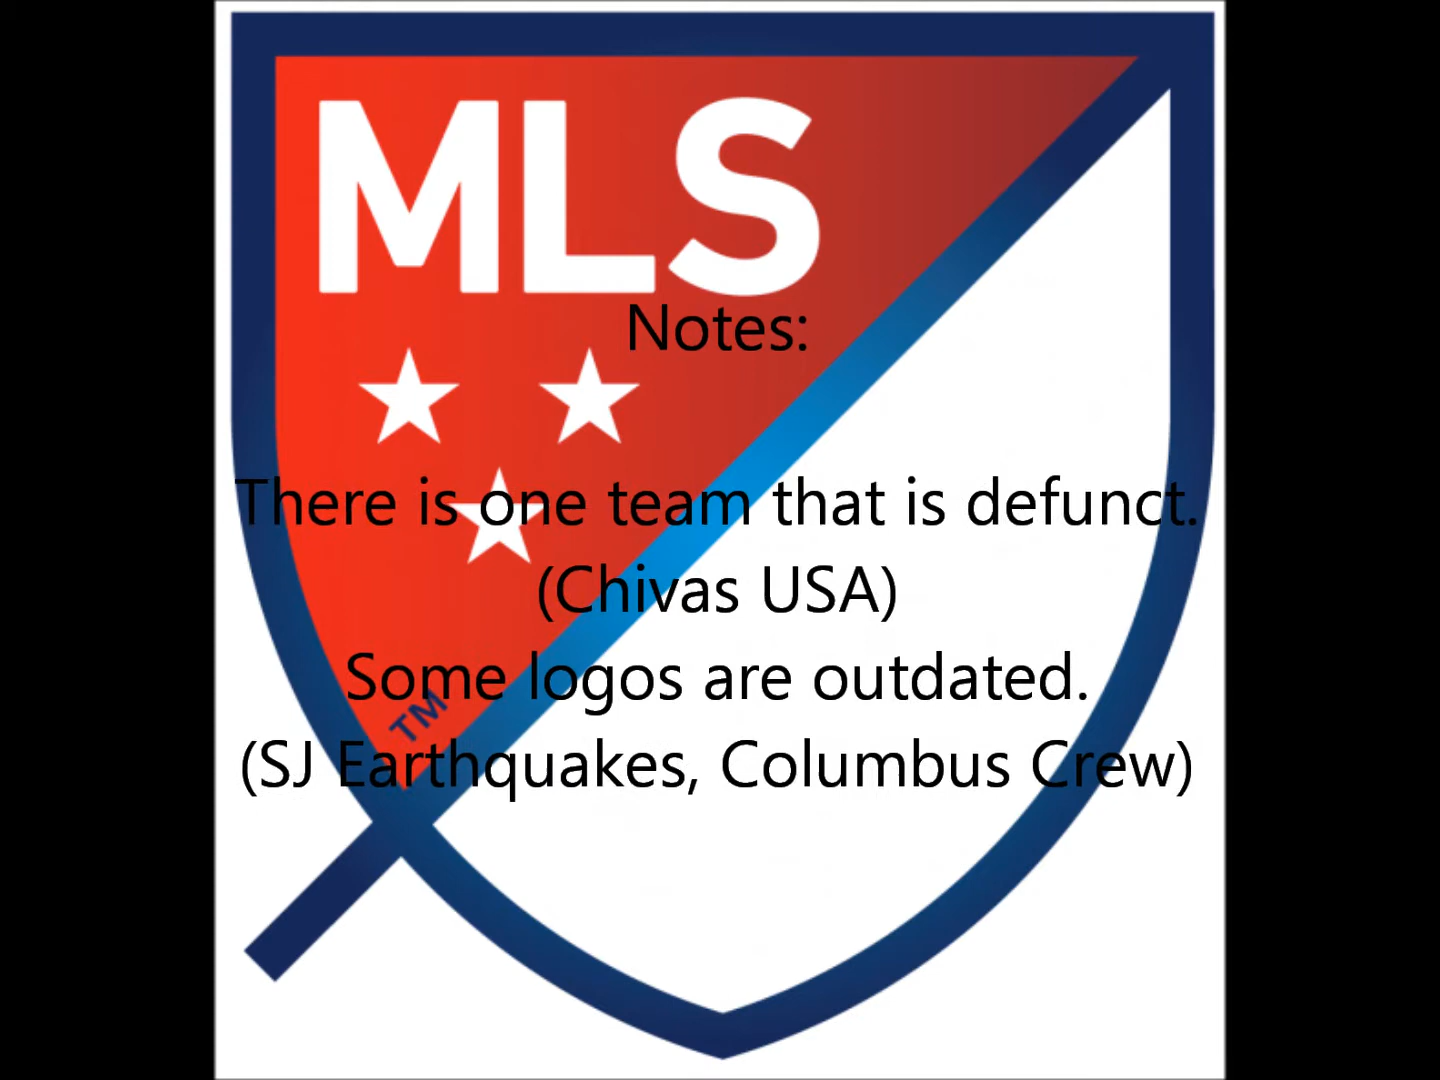 MLS
Notes:
There is one team that is defunct.
(Chivas USA)
Some logos are outdated.
TM
(SJ Earthquakes, Columbus Crew)